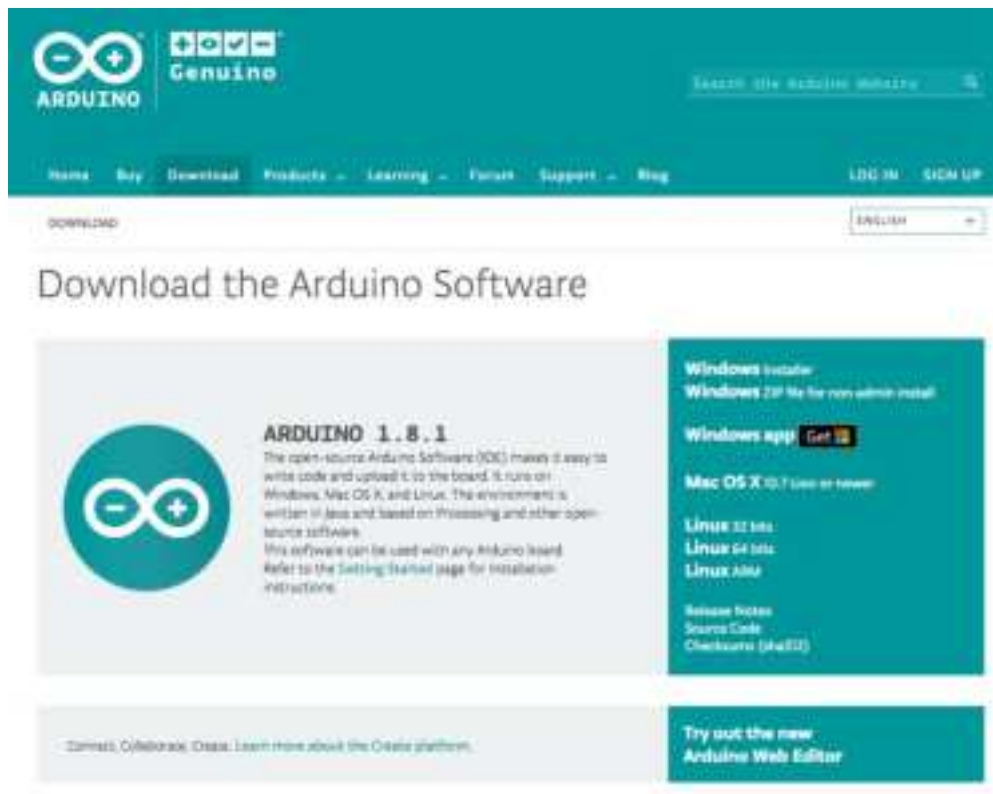 ARDUINO
Genuino
Search the Arduino Website
Home Buy Download Products Learning Forum Support Blog LOG IN SIGN UP
DOWNLOAD
ENGLISH
Download the Arduino Software
ARDUINO 1.8.1
The open-source Arduino Software (IDE) makes it easy to
write code and upload it to the board. It runs on
Windows, Mac OS X, and Linux. The environment is
written in Java and based on Processing and other open-
source software.
This software can be used with any Arduino board.
Refer to the Getting Started page for Installation
instructions.
Windows Installer
Windows ZIP file for non admin install
Windows app Get
Mac OS X 10.7 Lion or newer
Linux 32 bits
Linux 64 bits
Linux ARM
Release Notes
Source Code
Checksums (sha512)
Connect, Collaborate, Create. Learn more about the Create platform.
Try out the new
Arduino Web Editor